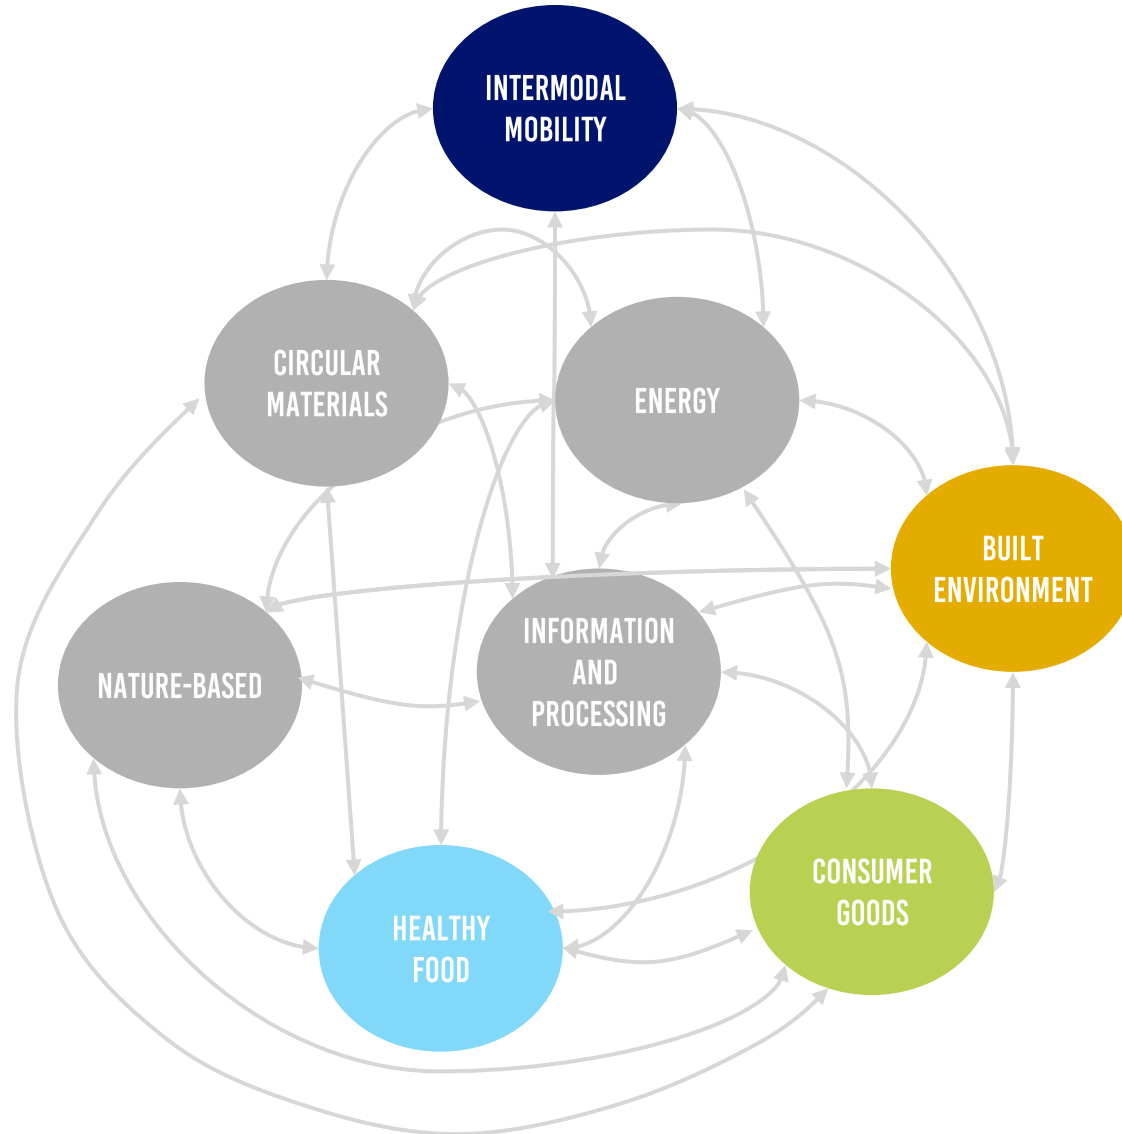 INTERMODAL
MOBILITY
CIRCULAR
MATERIALS
ENERGY
BUILT
ENVIRONMENT
INFORMATION
AND
PROCESSING
NATURE-BASED
CONSUMER
GOODS
HEALTHY
FOOD